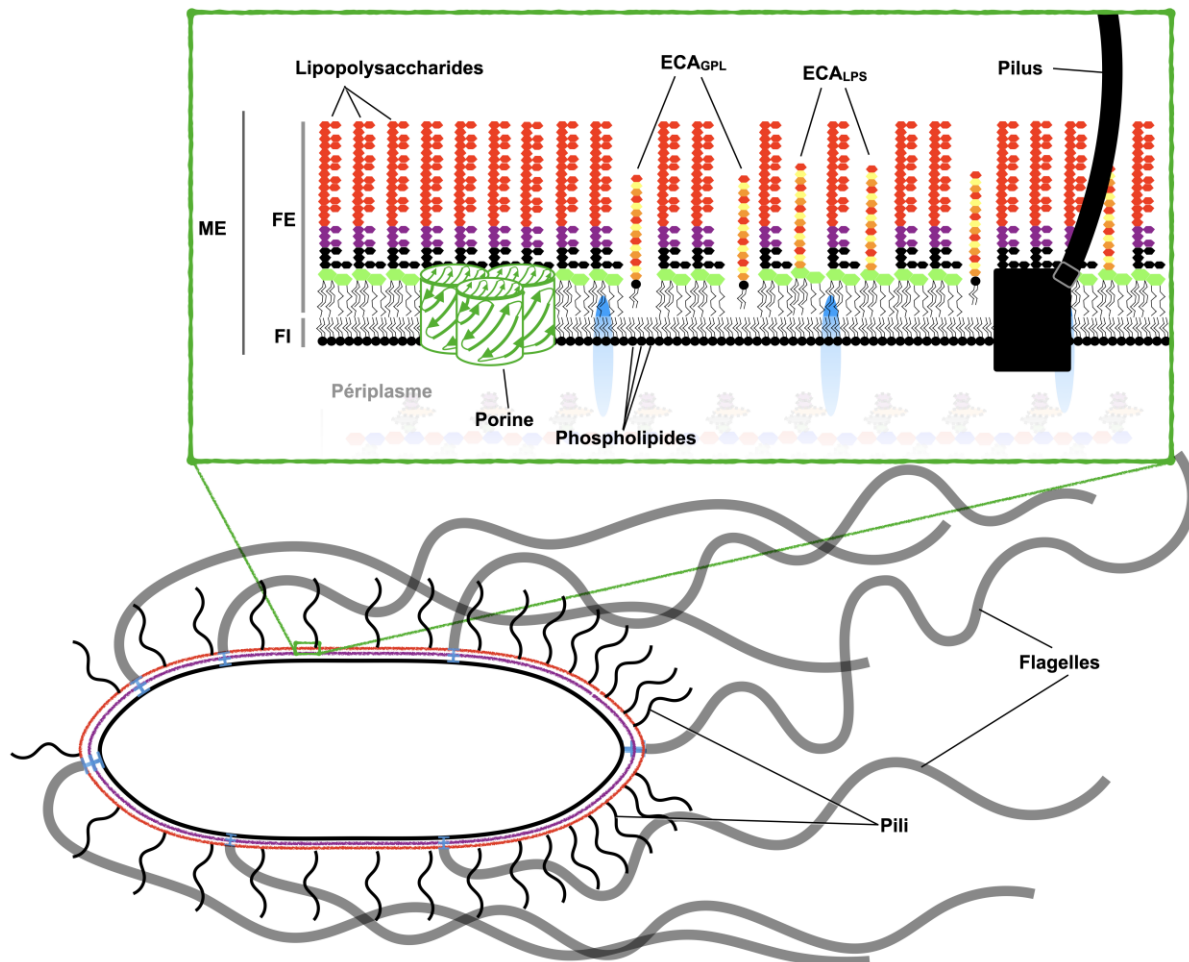 Lipopolysaccharides
ECAGPL
ECALPS
Pilus
ME
FE
FI
Périplasme
Porine
Phospholipides
Flagelles
Pili